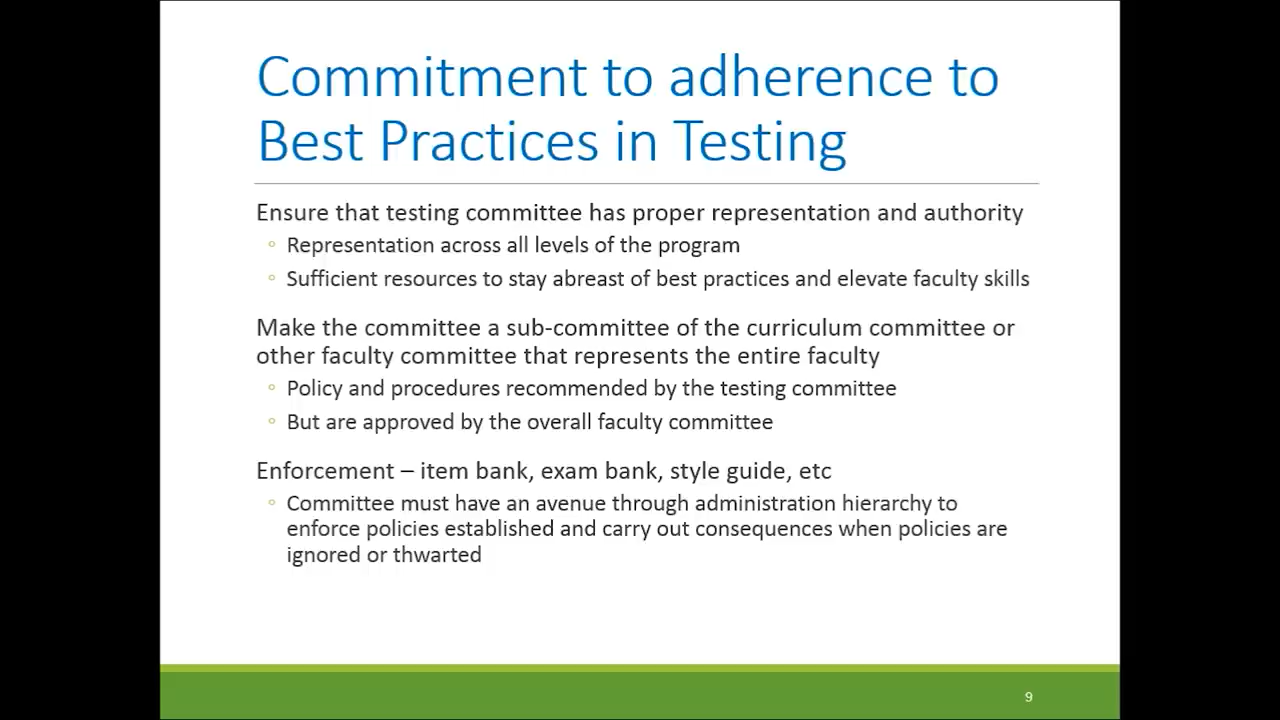 Commitment to adherence to
Best Practices in Testing
Ensure that testing committee has proper representation and authority
◦ Representation across all levels of the program
◦ Sufficient resources to stay abreast of best practices and elevate faculty skills
Make the committee a sub-committee of the curriculum committee or
other faculty committee that represents the entire faculty
◦ Policy and procedures recommended by the testing committee
◦ But are approved by the overall faculty committee
Enforcement – item bank, exam bank, style guide, etc
◦ Committee must have an avenue through administration hierarchy to
enforce policies established and carry out consequences when policies are
ignored or thwarted
9